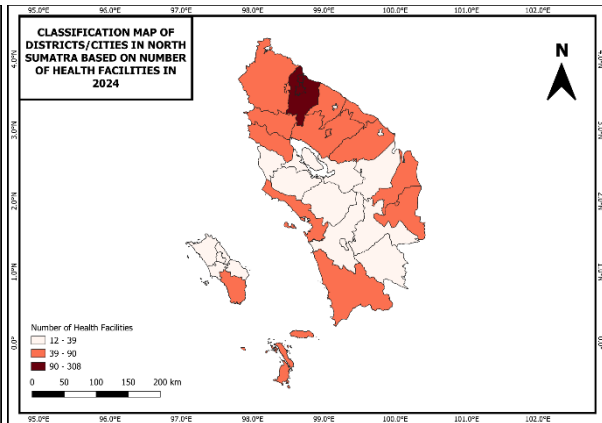 95.0°E 96.0°E 97.0°E 98.0°E 99.0°E 100.0°E 101.0°E 102.0°E
CLASSIFICATION MAP OF
DISTRICTS/CITIES IN NORTH
SUMATRA BASED ON NUMBER
OF HEALTH FACILITIES IN
2024
N
4.0°N
3.0°N
2.0°N
1.0°N
0.0°
Number of Health Facilities
12 - 39
39 - 90
90 - 308
0 50 100 150 200 km
95.0°E 96.0°E 97.0°E 98.0°E 99.0°E 100.0°E 101.0°E 102.0°E